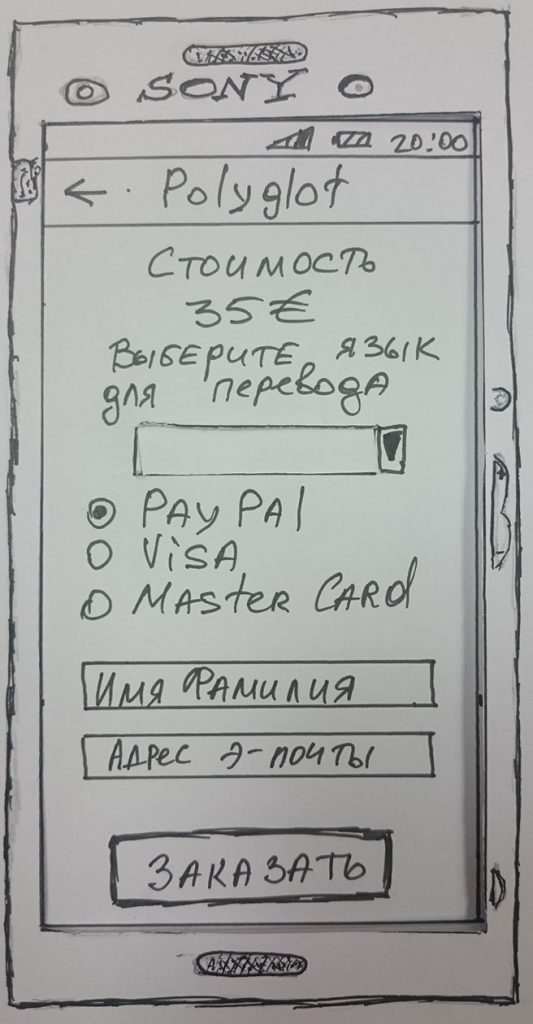 SONY
20:00
← Polyglot
Стоимость
35€
Выберите язык
для перевода
PayPal
Visa
Master Card
Имя Фамилия
Адрес э-почты
Заказать